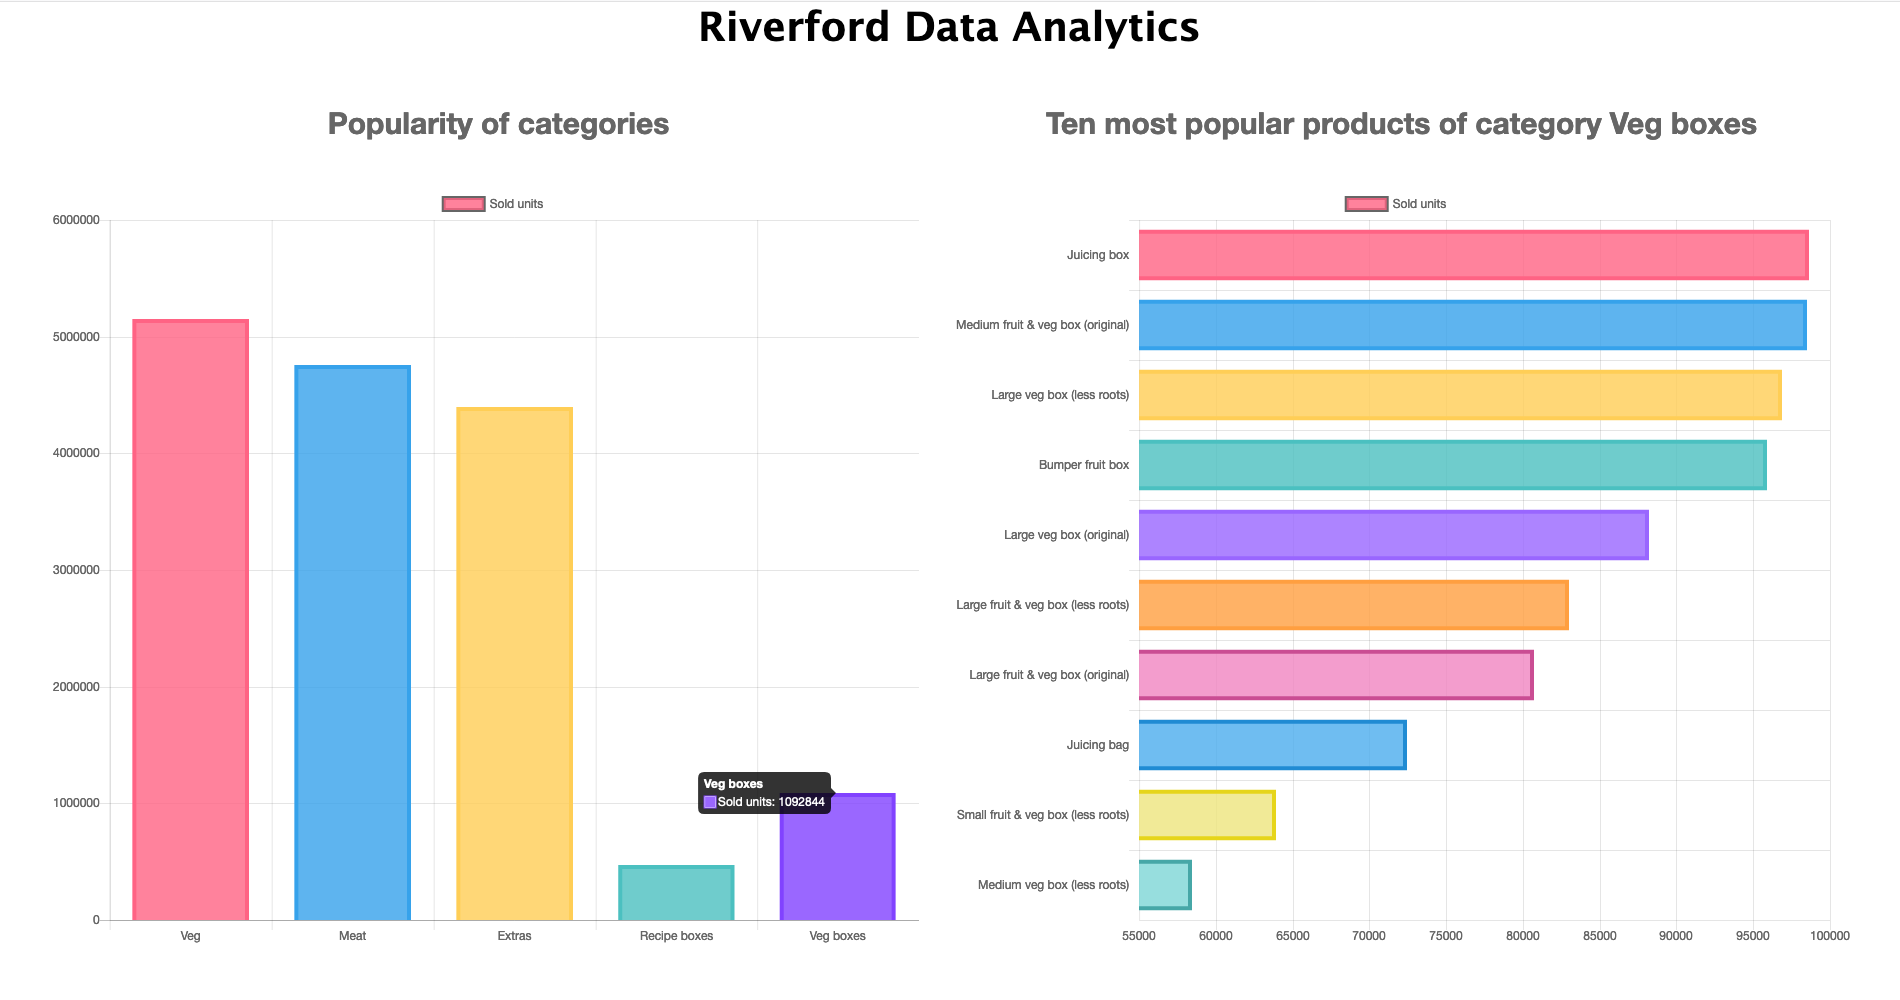 Riverford Data Analytics
Popularity of categories
Sold units
6000000
5000000
4000000
3000000
2000000
1000000
0
Veg boxes
Sold units: 1092844
Veg
Meat
Extras
Recipe boxes
Veg boxes
Ten most popular products of category Veg boxes
Sold units
Juicing box
Medium fruit & veg box (original)
Large veg box (less roots)
Bumper fruit box
Large veg box (original)
Large fruit & veg box (less roots)
Large fruit & veg box (original)
Juicing bag
Small fruit & veg box (less roots)
Medium veg box (less roots)
55000 60000 65000 70000 75000 80000 85000 90000 95000 100000